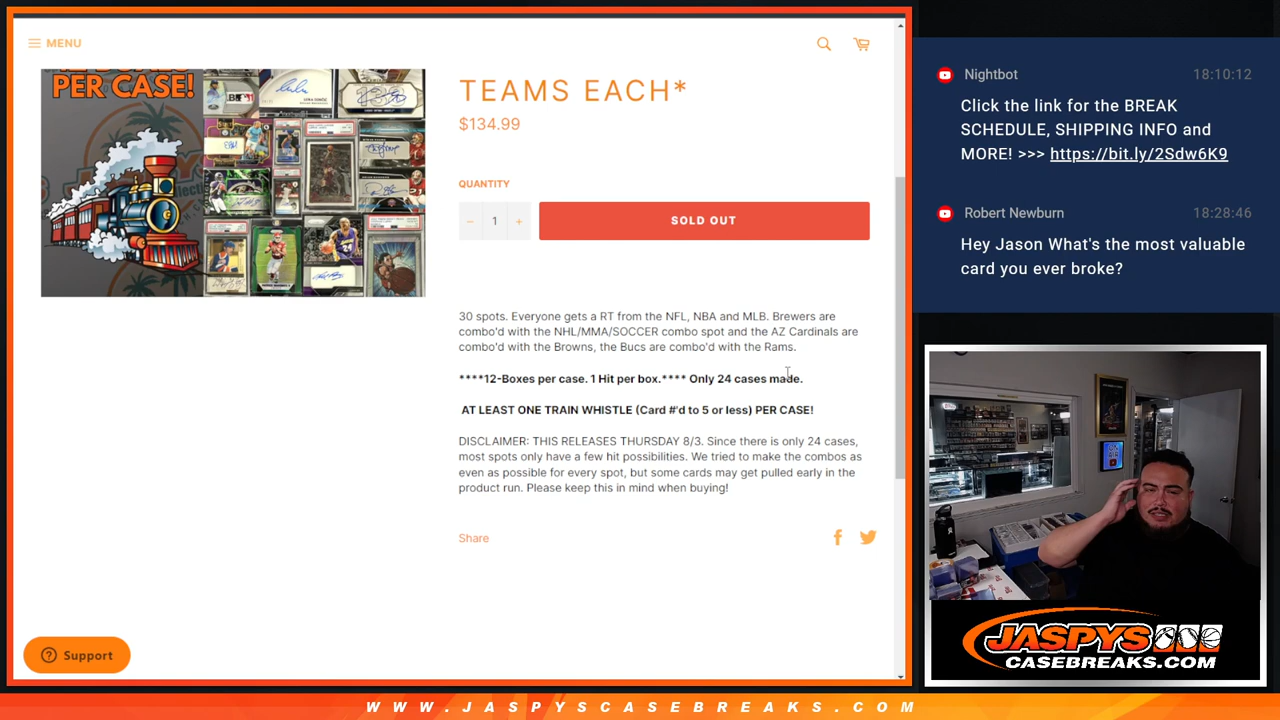 MENU
PER CASE!
TEAMS EACH*
$134.99
QUANTITY
− 1 +
SOLD OUT
30 spots. Everyone gets a RT from the NFL, NBA and MLB. Brewers are
combo'd with the NHL/MMA/SOCCER combo spot and the AZ Cardinals are
combo'd with the Browns, the Bucs are combo'd with the Rams.
****12-Boxes per case. 1 Hit per box.**** Only 24 cases made.
AT LEAST ONE TRAIN WHISTLE (Card #'d to 5 or less) PER CASE!
DISCLAIMER: THIS RELEASES THURSDAY 8/3. Since there is only 24 cases,
most spots only have a few hit possibilities. We tried to make the combos as
even as possible for every spot, but some cards may get pulled early in the
product run. Please keep this in mind when buying!
Share
Support
Nightbot 18:10:12
Click the link for the BREAK
SCHEDULE, SHIPPING INFO and
MORE! >>> https://bit.ly/2Sdw6K9
Robert Newburn 18:28:46
Hey Jason What's the most valuable
card you ever broke?
JASPYS
CASEBREAKS.COM
WWW.JASPYSCASEBREAKS.COM